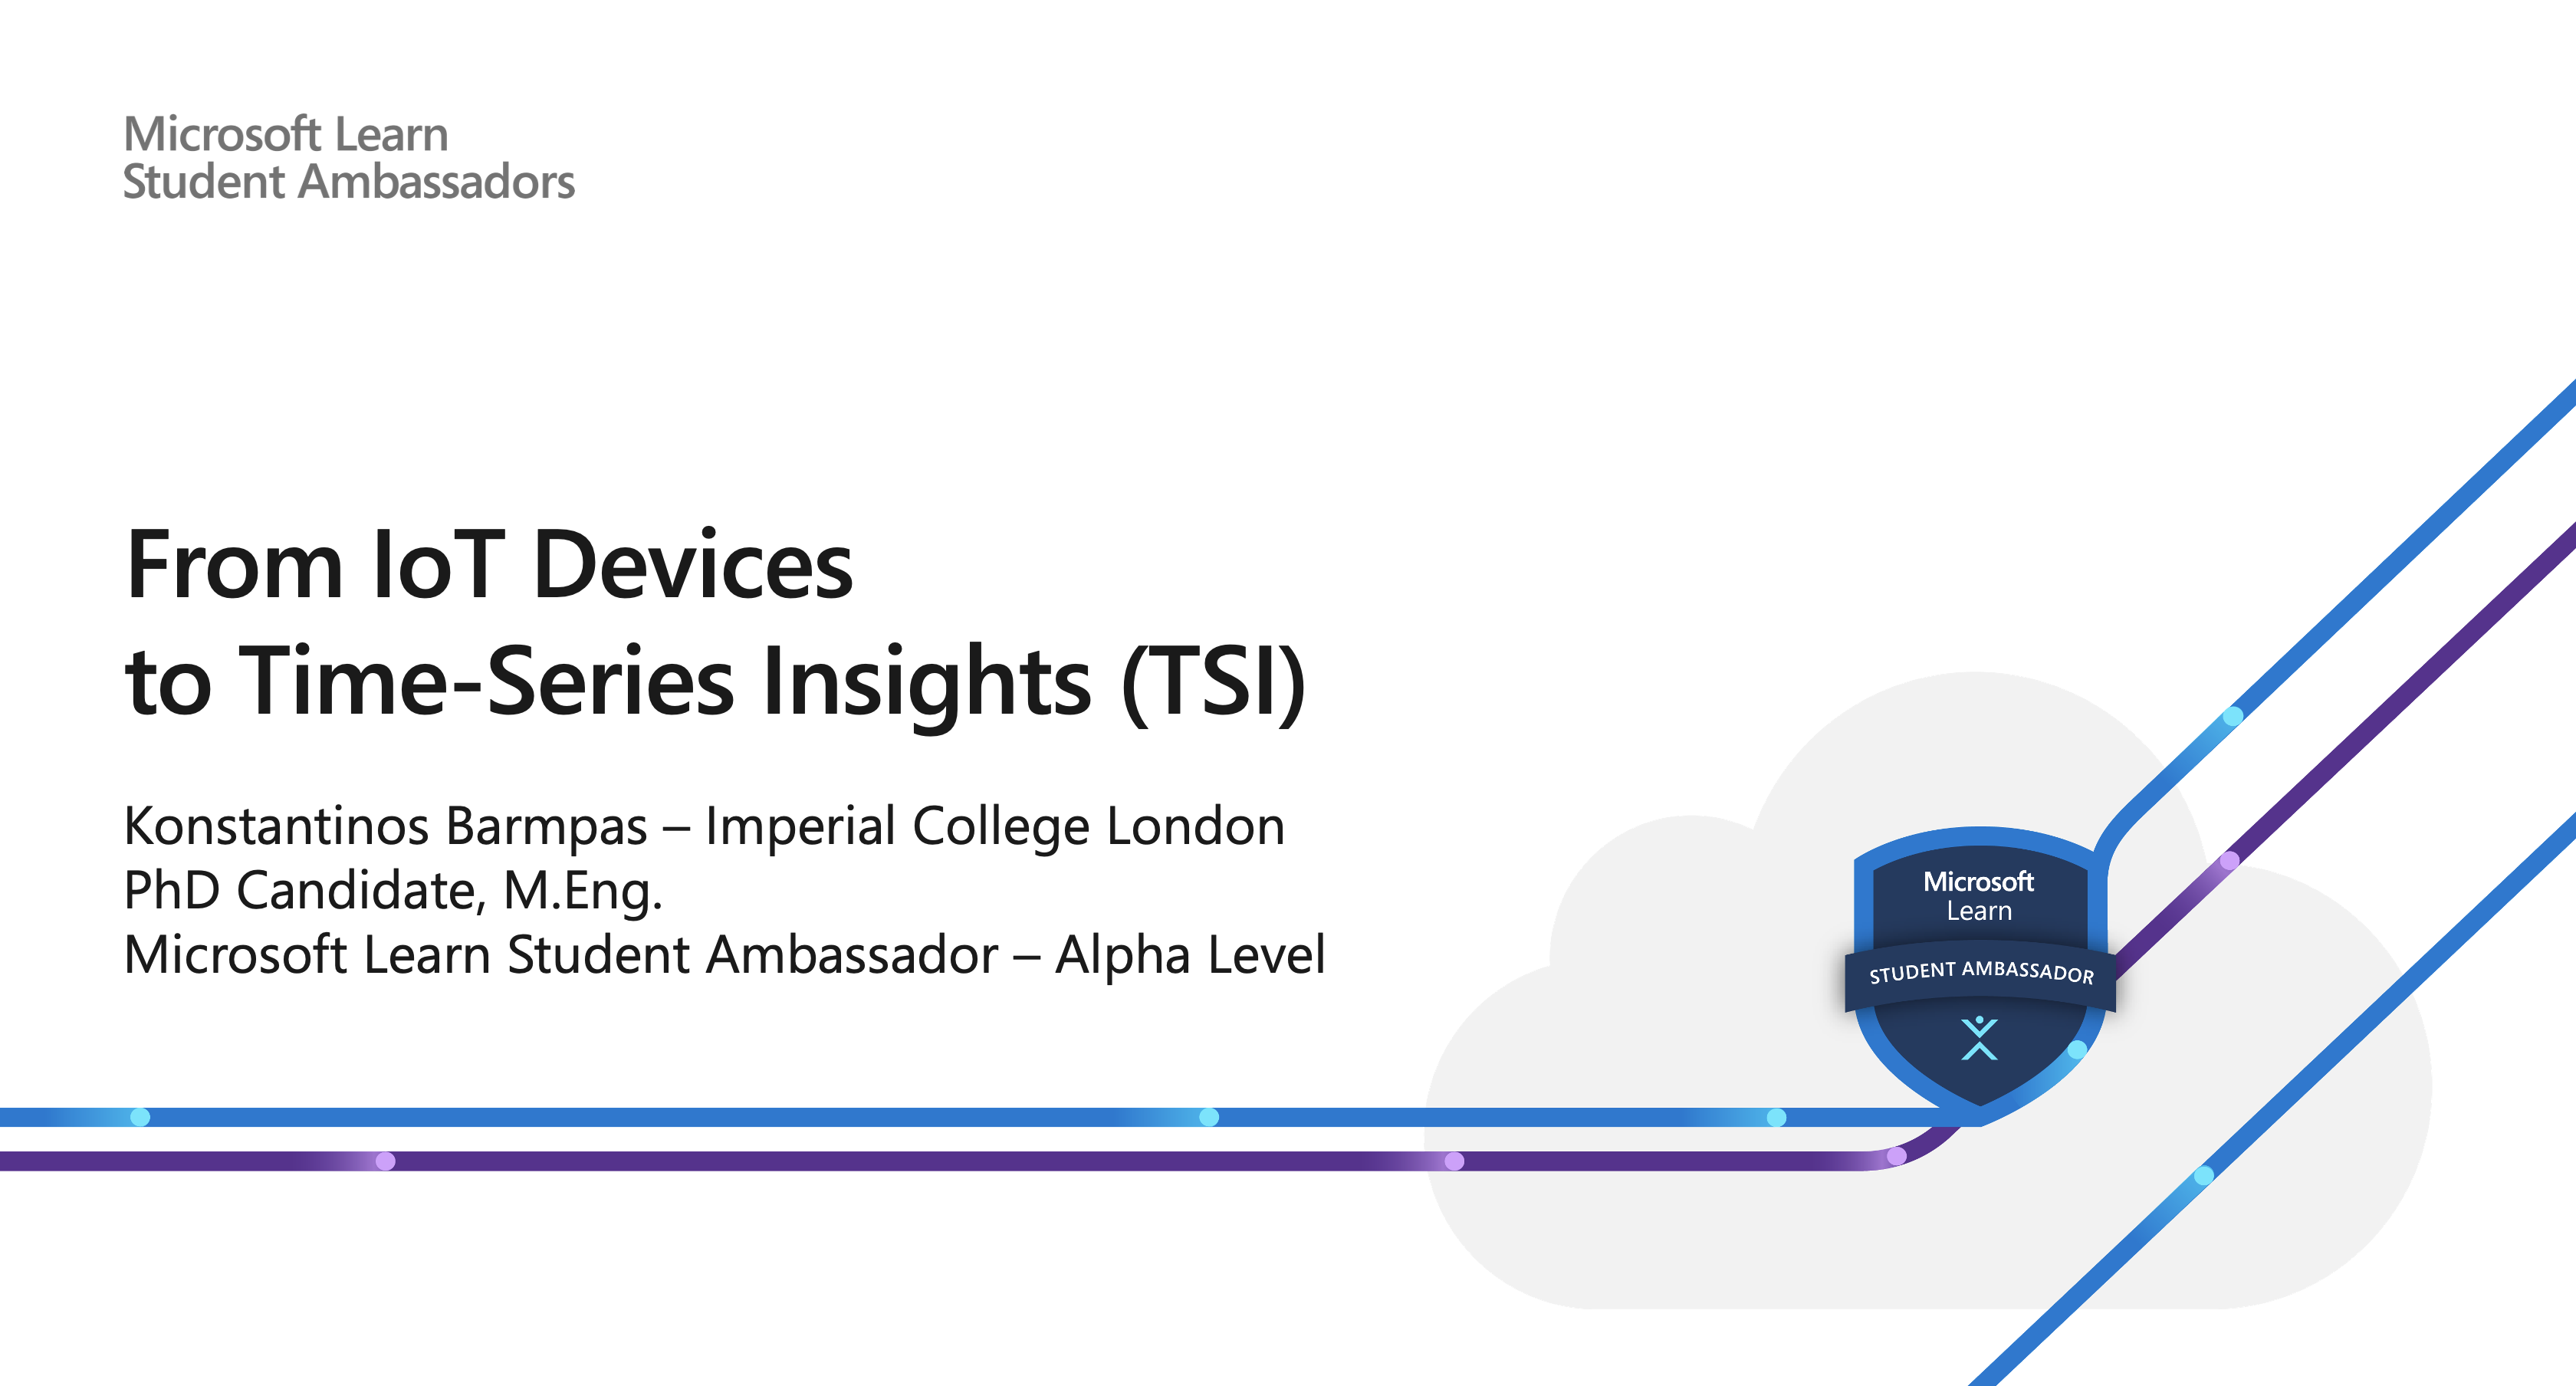 Microsoft Learn
Student Ambassadors
From IoT Devices
to Time-Series Insights (TSI)
Konstantinos Barmpas – Imperial College London
PhD Candidate, M.Eng.
Microsoft Learn Student Ambassador – Alpha Level
Microsoft
Learn
STUDENT AMBASSADOR